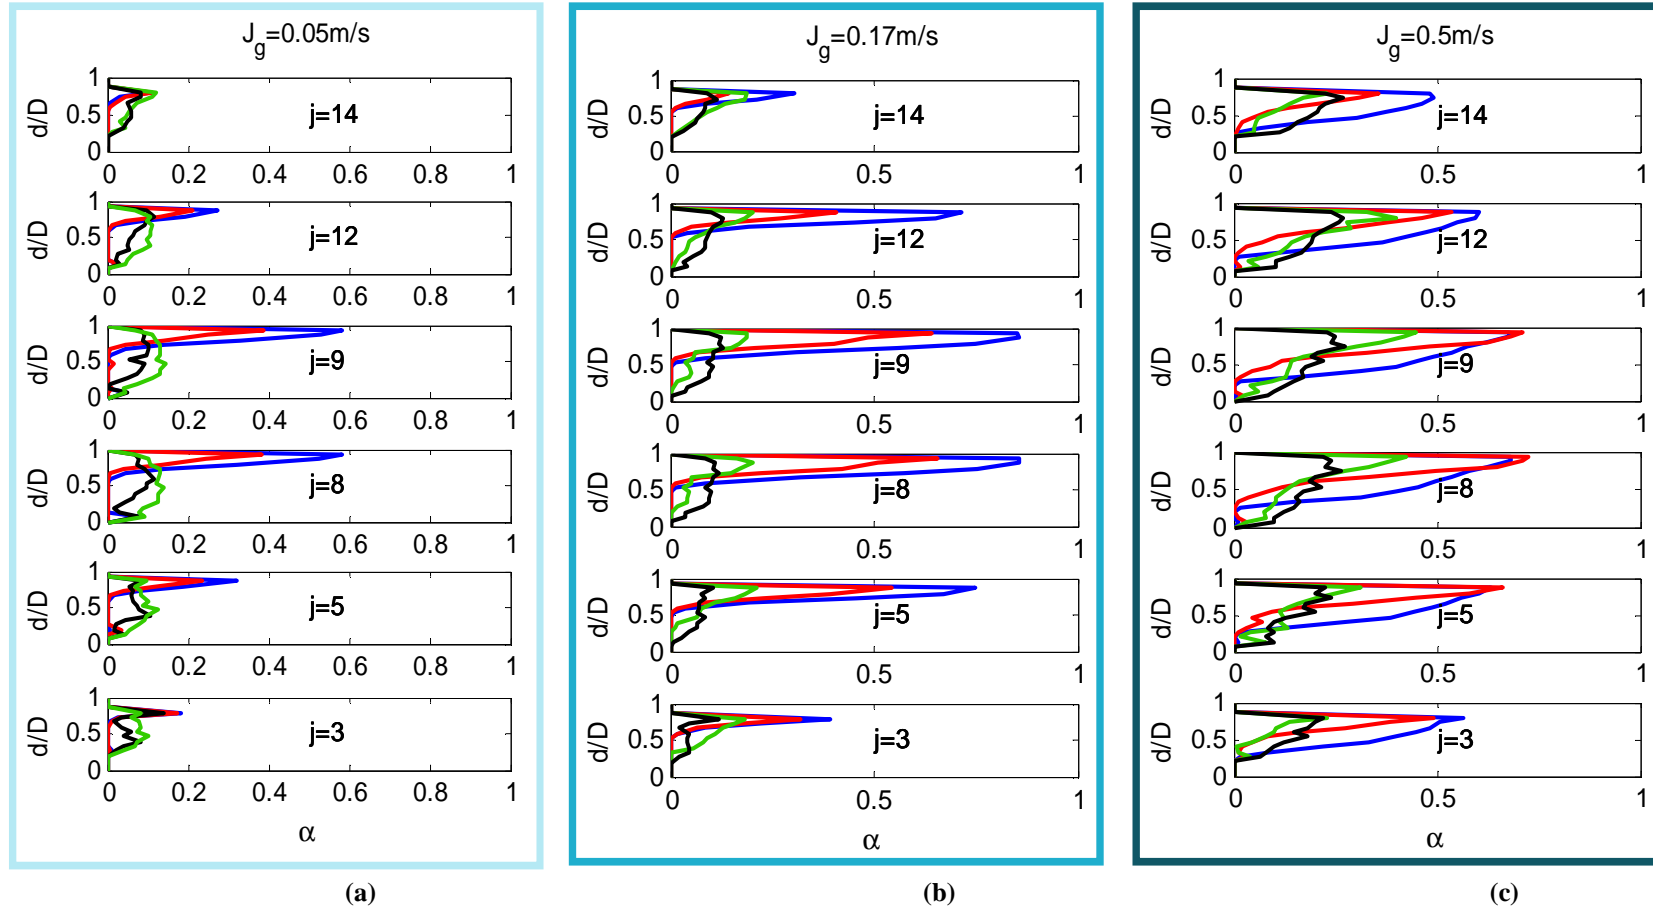 J_g=0.05m/s
1
d/D
0.5
j=14
0
0 0.2 0.4 0.6 0.8 1
1
d/D
0.5
j=12
0
0 0.2 0.4 0.6 0.8 1
1
d/D
0.5
j=9
0
0 0.2 0.4 0.6 0.8 1
1
d/D
0.5
j=8
0
0 0.2 0.4 0.6 0.8 1
1
d/D
0.5
j=5
0
0 0.2 0.4 0.6 0.8 1
1
d/D
0.5
j=3
0
0 0.2 0.4 0.6 0.8 1
α
(a)
J_g=0.17m/s
1
d/D
0.5
j=14
0
0 0.5 1
1
d/D
0.5
j=12
0
0 0.5 1
1
d/D
0.5
j=9
0
0 0.5 1
1
d/D
0.5
j=8
0
0 0.5 1
1
d/D
0.5
j=5
0
0 0.5 1
1
d/D
0.5
j=3
0
0 0.5 1
α
(b)
J_g=0.5m/s
1
d/D
0.5
j=14
0
0 0.5 1
1
d/D
0.5
j=12
0
0 0.5 1
1
d/D
0.5
j=9
0
0 0.5 1
1
d/D
0.5
j=8
0
0 0.5 1
1
d/D
0.5
j=5
0
0 0.5 1
1
d/D
0.5
j=3
0
0 0.5 1
α
(c)